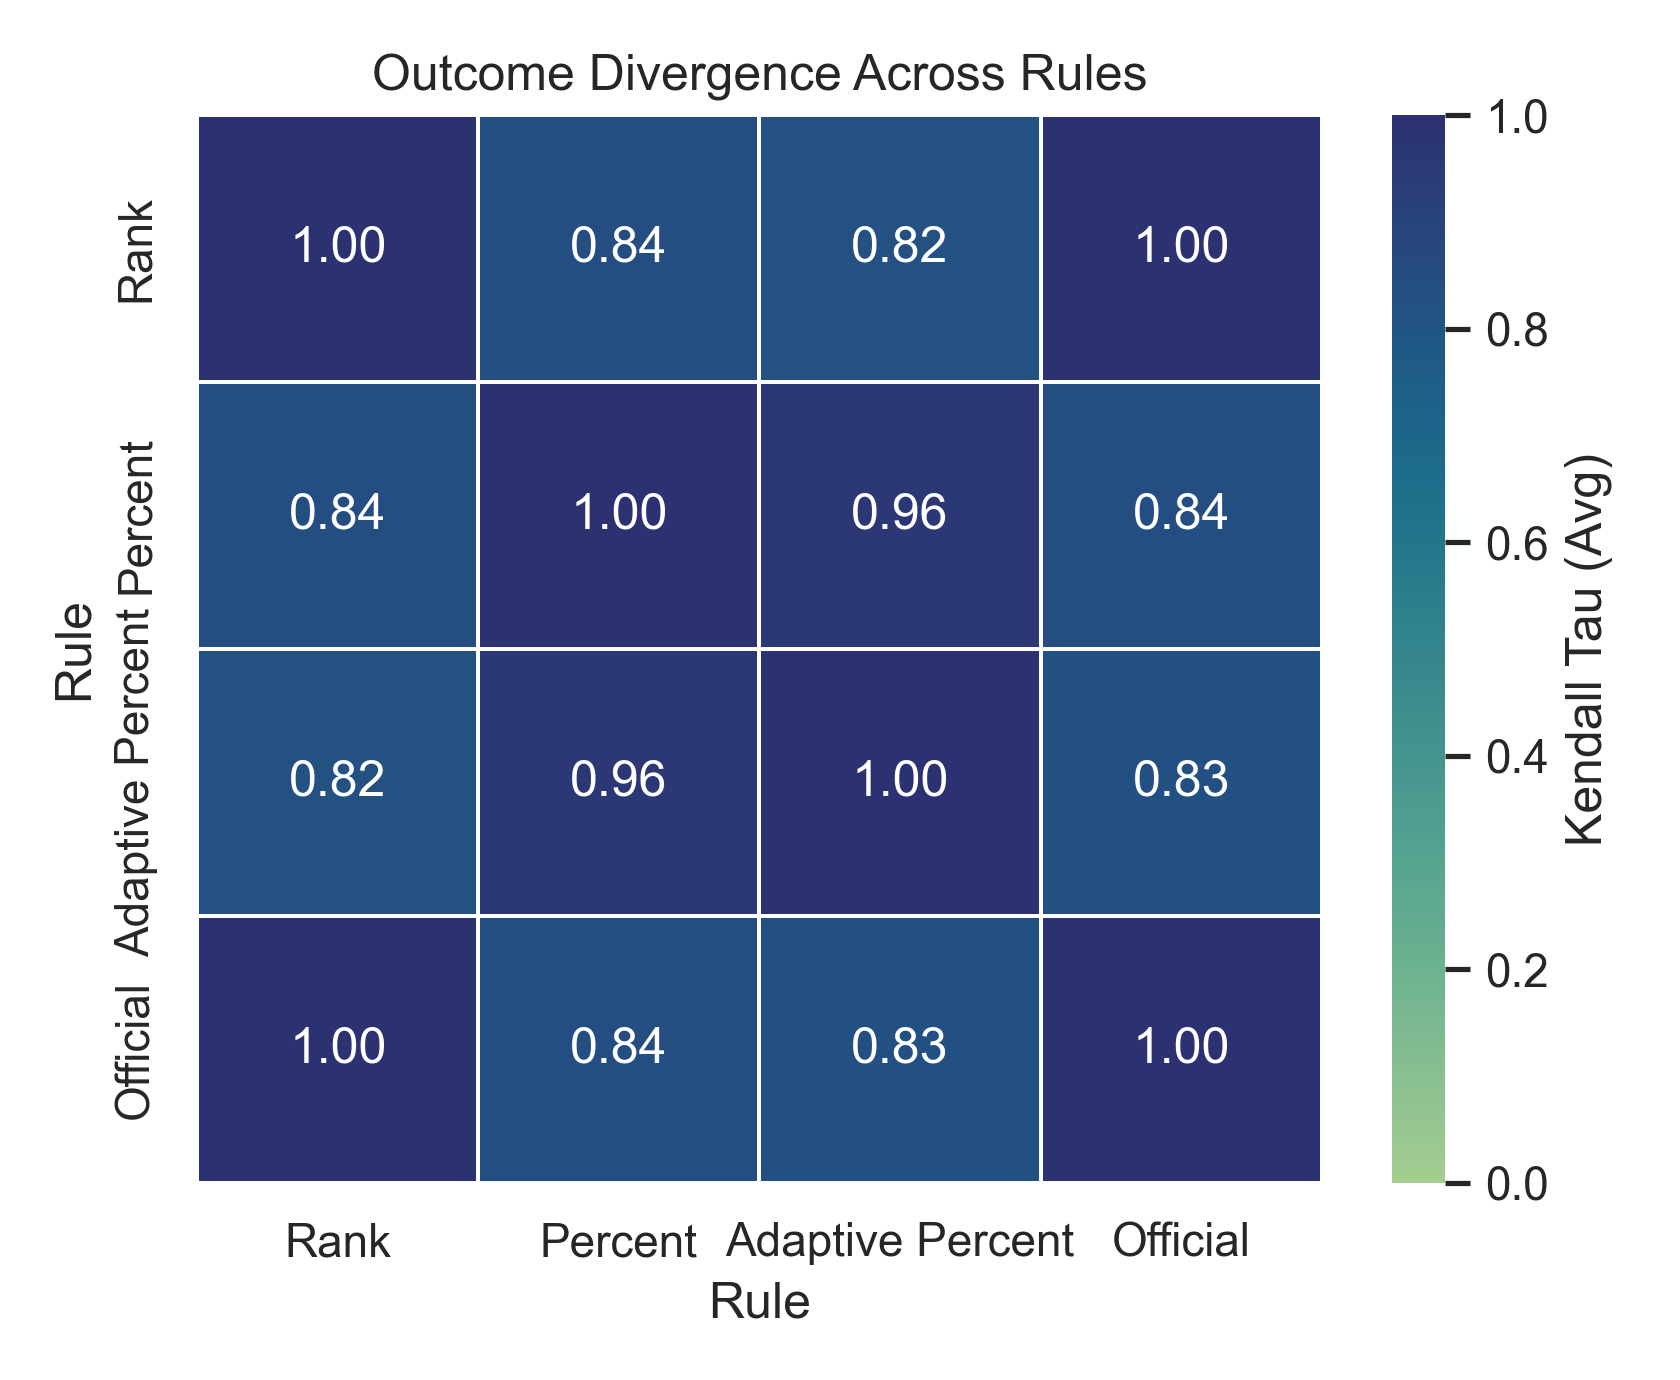 Outcome Divergence Across Rules
Rank
1.00 0.84 0.82 1.00
Percent
0.84 1.00 0.96 0.84
Adaptive Percent
0.82 0.96 1.00 0.83
Official
1.00 0.84 0.83 1.00
Rule
Rank Percent Adaptive Percent Official
Rule
1.0
0.8
0.6
0.4
0.2
0.0
Kendall Tau (Avg)